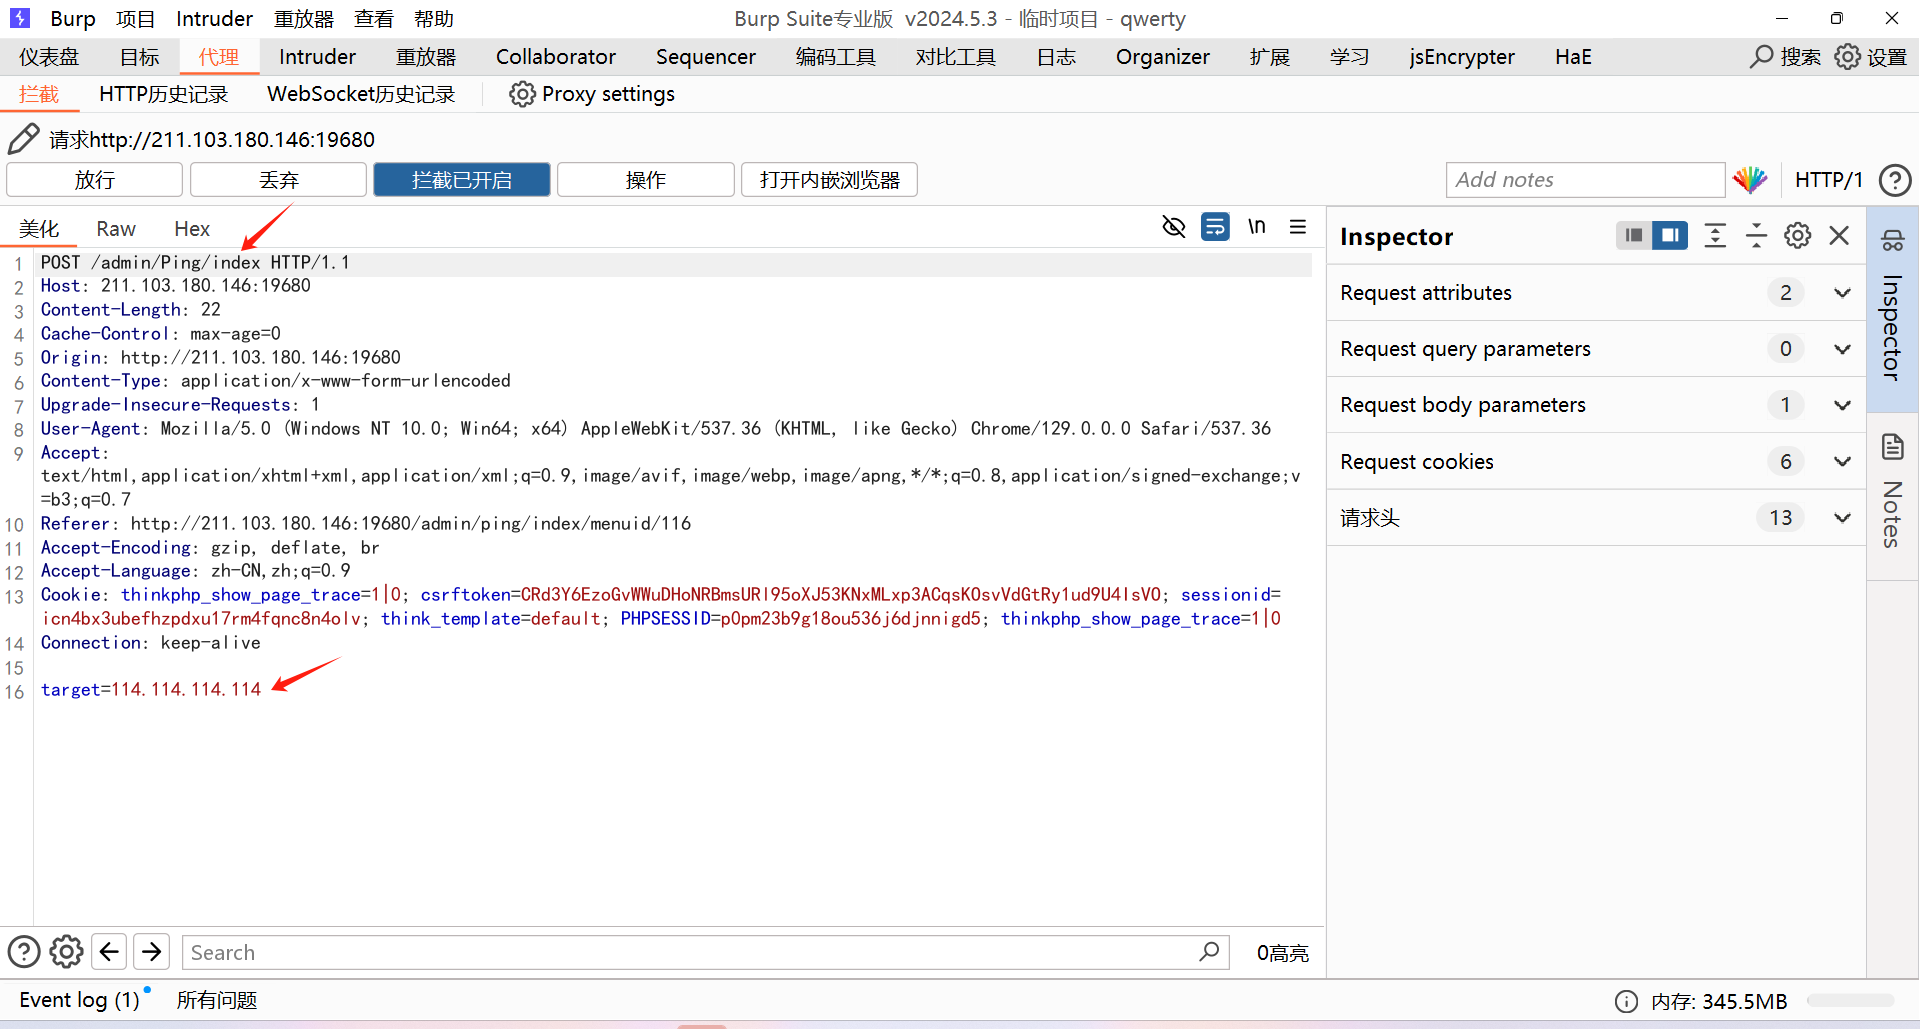 Burp 项目 Intruder 重放器 查看 帮助 Burp Suite专业版 v2024.5.3 - 临时项目 - qwerty
仪表盘 目标 代理 Intruder 重放器 Collaborator Sequencer 编码工具 对比工具 日志 Organizer 扩展 学习 jsEncrypter HaE 搜索 设置
拦截 HTTP历史记录 WebSocket历史记录 Proxy settings
请求http://211.103.180.146:19680
放行 丢弃 拦截已开启 操作 打开内嵌浏览器 Add notes HTTP/1
美化 Raw Hex \n
1 POST /admin/Ping/index HTTP/1.1
2 Host: 211.103.180.146:19680
3 Content-Length: 22
4 Cache-Control: max-age=0
5 Origin: http://211.103.180.146:19680
6 Content-Type: application/x-www-form-urlencoded
7 Upgrade-Insecure-Requests: 1
8 User-Agent: Mozilla/5.0 (Windows NT 10.0; Win64; x64) AppleWebKit/537.36 (KHTML, like Gecko) Chrome/129.0.0.0 Safari/537.36
9 Accept:
text/html,application/xhtml+xml,application/xml;q=0.9,image/avif,image/webp,image/apng,*/*;q=0.8,application/signed-exchange;v
=b3;q=0.7
10 Referer: http://211.103.180.146:19680/admin/ping/index/menuid/116
11 Accept-Encoding: gzip, deflate, br
12 Accept-Language: zh-CN,zh;q=0.9
13 Cookie: thinkphp_show_page_trace=1|0; csrftoken=CRd3Y6EzoGvWWuDHoNRBmsURl95oXJ53KNxMLxp3ACqsKOsvVdGtRy1ud9U4IsVO; sessionid=
icn4bx3ubefhzpdxu17rm4fqnc8n4olv; think_template=default; PHPSESSID=p0pm23b9g18ou536j6djnnigd5; thinkphp_show_page_trace=1|0
14 Connection: keep-alive
15
16 target=114.114.114.114
Inspector
Request attributes 2
Request query parameters 0
Request body parameters 1
Request cookies 6
请求头 13
Inspector
Notes
Search 0高亮
Event log (1) 所有问题 内存: 345.5MB